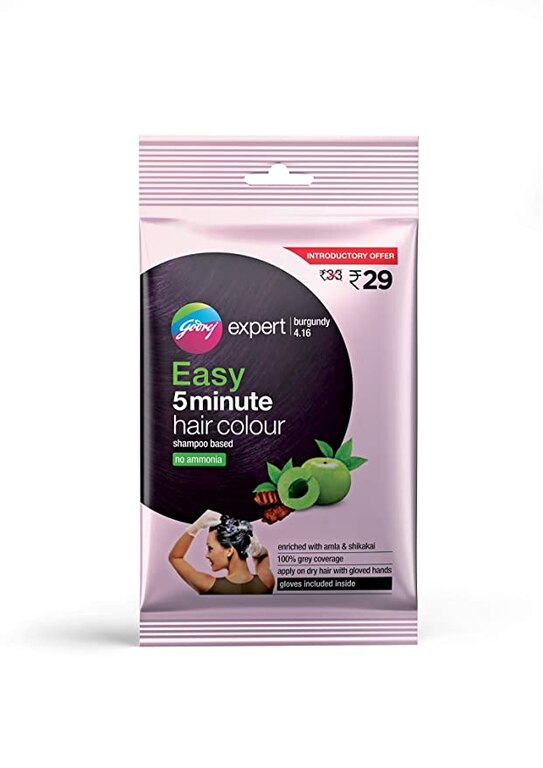 INTRODUCTORY OFFER
₹33 ₹29
Godrej expert burgundy
4.16
Easy
5minute
hair colour
shampoo based
no ammonia
enriched with amla & shikakai
100% grey coverage
apply on dry hair with gloved hands
gloves included inside